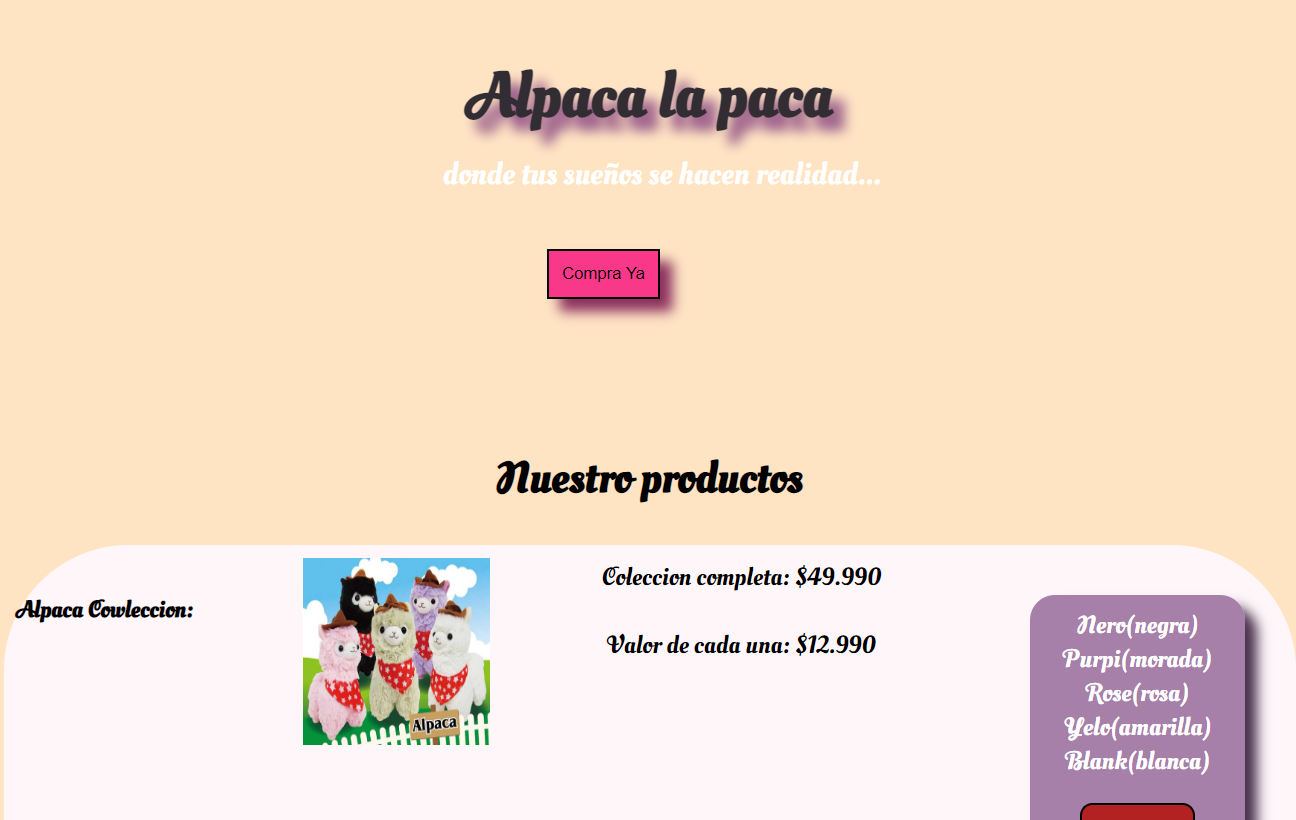 Alpaca la paca
donde tus sueños se hacen realidad...
Compra Ya
Nuestro productos
Alpaca Cowleccion:
Alpaca
Coleccion completa: $49.990
Valor de cada una: $12.990
Nero(negra)
Purpi(morada)
Rose(rosa)
Yelo(amarilla)
Blank(blanca)